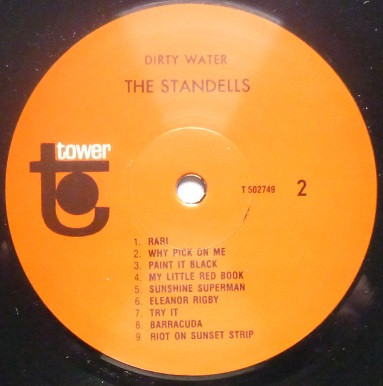 DIRTY WATER
THE STANDELLS
tower
T 502749 2
1. RARI
2. WHY PICK ON ME
3. PAINT IT BLACK
4. MY LITTLE RED BOOK
5. SUNSHINE SUPERMAN
6. ELEANOR RIGBY
7. TRY IT
8. BARRACUDA
9 RIOT ON SUNSET STRIP